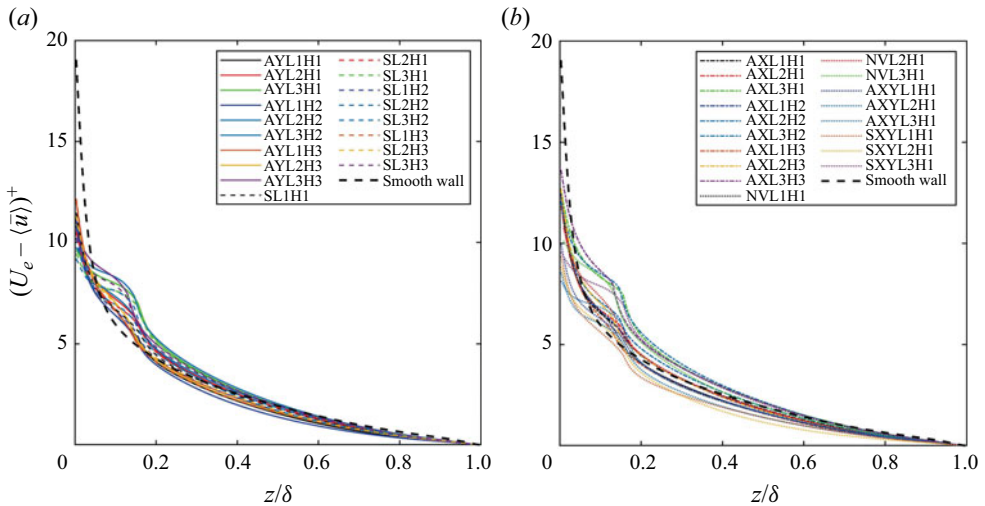 (a)
(b)
20
15
10
5
(U_e − ⟨ū⟩)⁺
AYL1H1
AYL2H1
AYL3H1
AYL1H2
AYL2H2
AYL3H2
AYL1H3
AYL2H3
AYL3H3
SL1H1
SL2H1
SL3H1
SL1H2
SL2H2
SL3H2
SL1H3
SL2H3
SL3H3
Smooth wall
0 0.2 0.4 0.6 0.8 1.0
z/δ
20
15
10
5
AXL1H1
AXL2H1
AXL3H1
AXL1H2
AXL2H2
AXL3H2
AXL1H3
AXL2H3
AXL3H3
NVL1H1
NVL2H1
NVL3H1
AXYL1H1
AXYL2H1
AXYL3H1
SXYL1H1
SXYL2H1
SXYL3H1
Smooth wall
0 0.2 0.4 0.6 0.8 1.0
z/δ